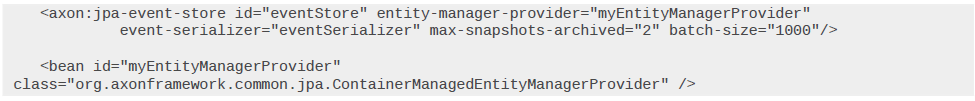 <axon:jpa-event-store id="eventStore" entity-manager-provider="myEntityManagerProvider"
event-serializer="eventSerializer" max-snapshots-archived="2" batch-size="1000"/>
<bean id="myEntityManagerProvider"
class="org.axonframework.common.jpa.ContainerManagedEntityManagerProvider" />